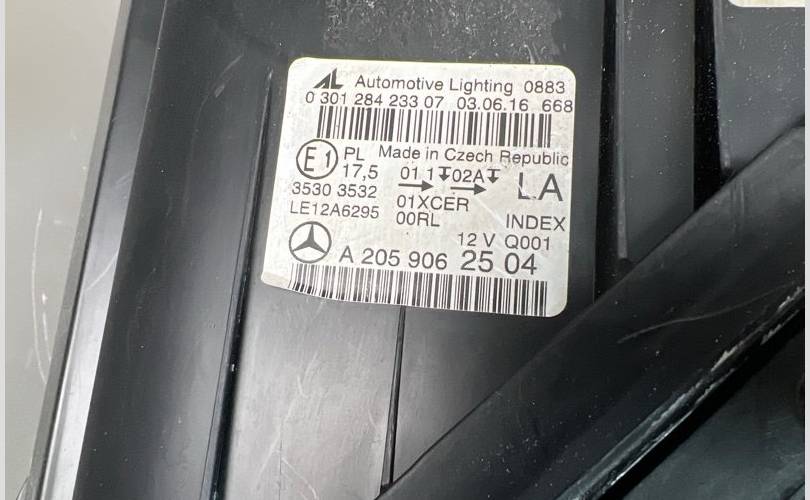 AL Automotive Lighting 0883
0 301 284 233 07 03.06.16 668
E1 PL Made in Czech Republic
17,5 01 1 02A LA
3530 3532 01XCER
LE12A6295 00RL INDEX
12 V Q001
A 205 906 25 04